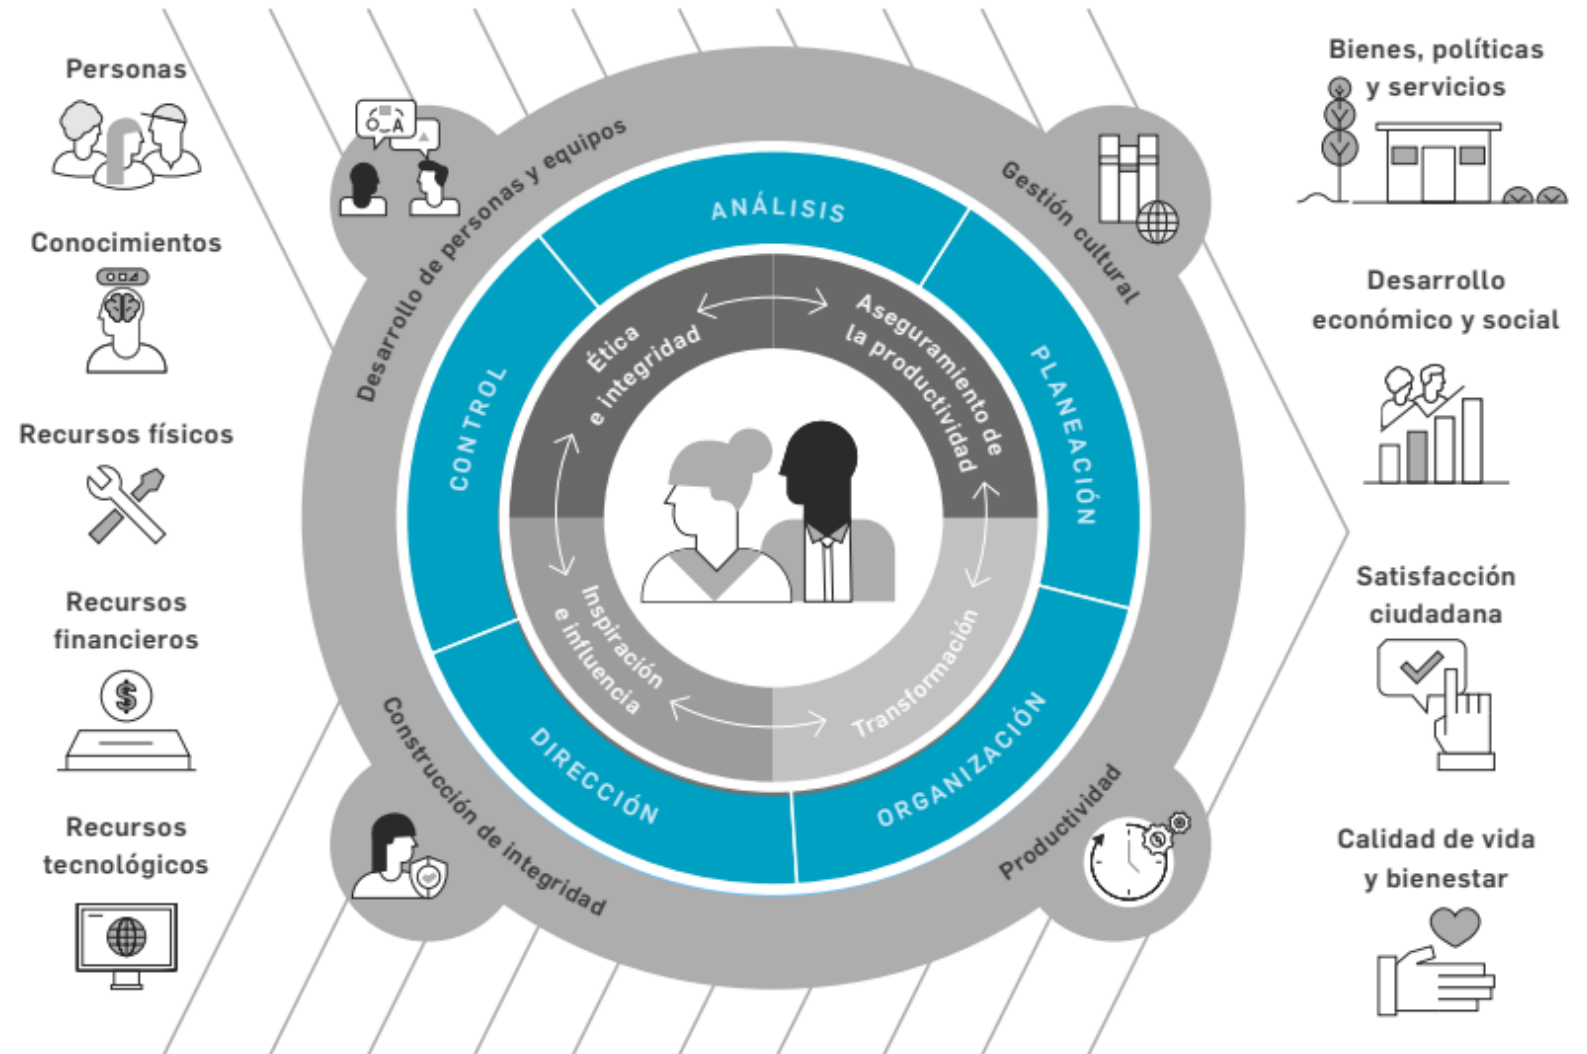 Personas
Conocimientos
Recursos físicos
Recursos
financieros
Recursos
tecnológicos
Desarrollo de personas y equipos
Gestión cultural
Construcción de integridad
Productividad
ANÁLISIS
PLANEACIÓN
ORGANIZACIÓN
DIRECCIÓN
CONTROL
Ética
e integridad
Aseguramiento de
la productividad
Transformación
Inspiración
e influencia
Bienes, políticas
y servicios
Desarrollo
económico y social
Satisfacción
ciudadana
Calidad de vida
y bienestar
A
$